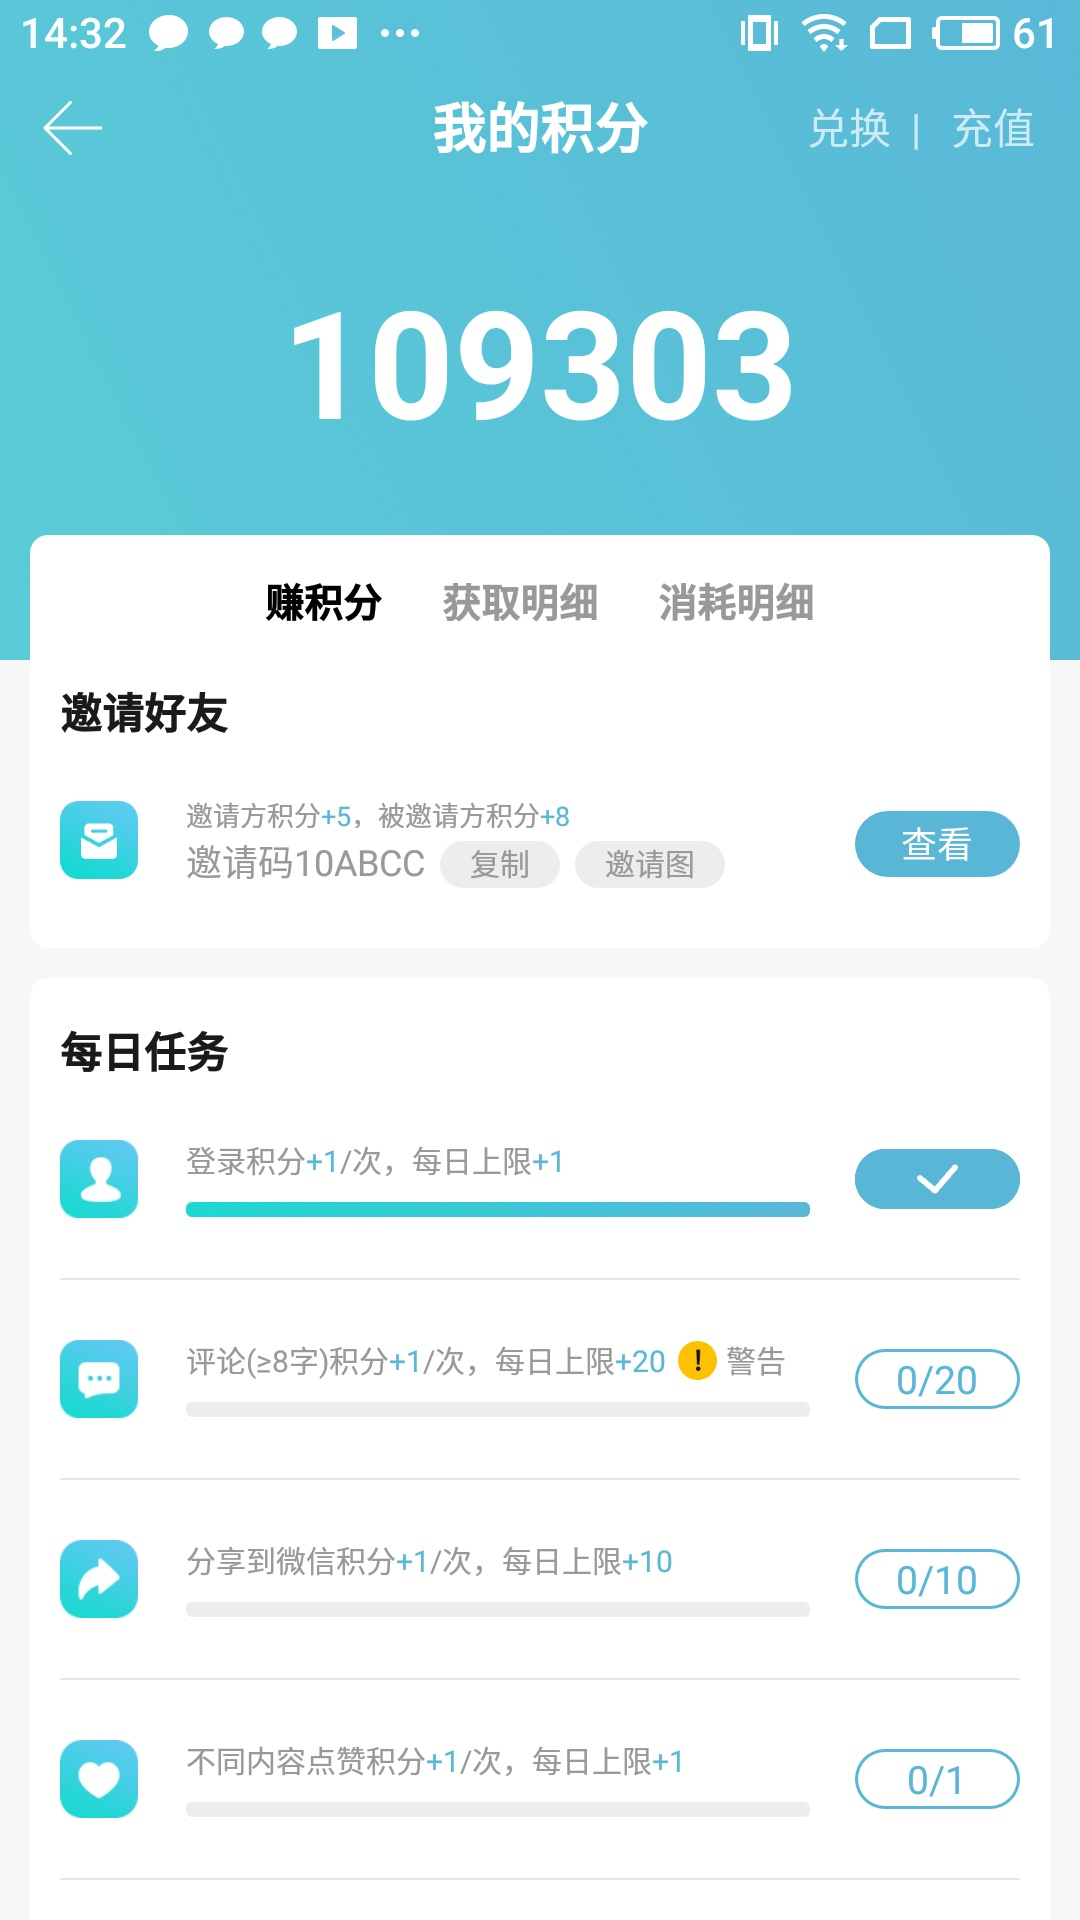 14:32 61
我的积分
兑换 | 充值
109303
赚积分 获取明细 消耗明细
邀请好友
邀请方积分+5，被邀请方积分+8
邀请码10ABCC 复制 邀请图
查看
每日任务
登录积分+1/次，每日上限+1
评论(≥8字)积分+1/次，每日上限+20 ! 警告
0/20
分享到微信积分+1/次，每日上限+10
0/10
不同内容点赞积分+1/次，每日上限+1
0/1